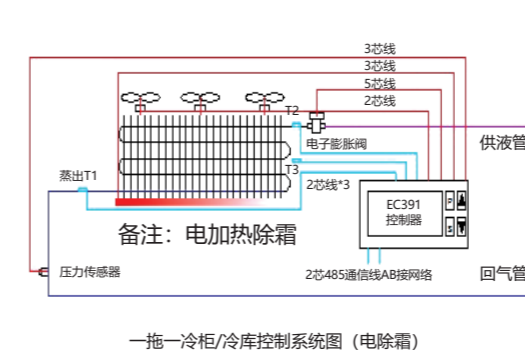 3芯线
3芯线
5芯线
2芯线
T2
电子膨胀阀
供液管
T3
蒸出T1
2芯线*3
EC391
控制器
P
S
备注：电加热除霜
压力传感器
2芯485通信线AB接网络
回气管
一拖一冷柜/冷库控制系统图（电除霜）